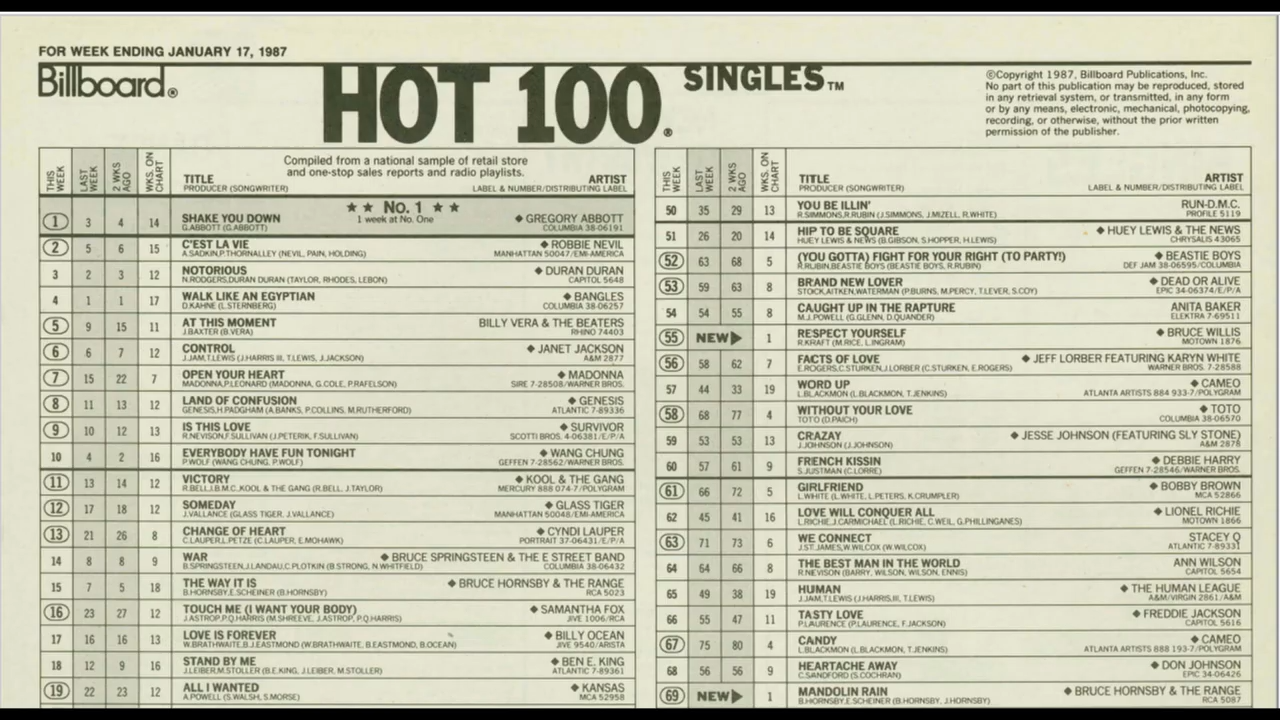 FOR WEEK ENDING JANUARY 17, 1987
Billboard®
HOT 100®
SINGLES™
©Copyright 1987, Billboard Publications, Inc.
No part of this publication may be reproduced, stored
in any retrieval system, or transmitted, in any form
or by any means, electronic, mechanical, photocopying,
recording, or otherwise, without the prior written
permission of the publisher.
Compiled from a national sample of retail store
and one-stop sales reports and radio playlists.
THIS WEEK LAST WEEK 2 WKS AGO WKS. ON CHART TITLE ARTIST
PRODUCER (SONGWRITER) LABEL & NUMBER/DISTRIBUTING LABEL
★★ No. 1 ★★
1 3 4 14 SHAKE YOU DOWN 1 week at No. One ◆ GREGORY ABBOTT
G.ABBOTT (G.ABBOTT) COLUMBIA 38-06191
2 5 6 15 C'EST LA VIE ◆ ROBBIE NEVIL
A.SADKIN,P.THORNALLEY (NEVIL, PAIN, HOLDING) MANHATTAN 50047/EMI-AMERICA
3 2 3 12 NOTORIOUS ◆ DURAN DURAN
N.RODGERS,DURAN DURAN (TAYLOR, RHODES, LEBON) CAPITOL 5648
4 1 1 17 WALK LIKE AN EGYPTIAN ◆ BANGLES
D.KAHNE (L.STERNBERG) COLUMBIA 38-06257
5 9 15 11 AT THIS MOMENT BILLY VERA & THE BEATERS
J.BAXTER (B.VERA) RHINO 74403
6 6 7 12 CONTROL ◆ JANET JACKSON
J.JAM,T.LEWIS (J.HARRIS III, T.LEWIS, J.JACKSON) A&M 2877
7 15 22 7 OPEN YOUR HEART ◆ MADONNA
MADONNA,P.LEONARD (MADONNA, G.COLE, P.RAFELSON) SIRE 7-28508/WARNER BROS.
8 11 13 12 LAND OF CONFUSION ◆ GENESIS
GENESIS,H.PADGHAM (A.BANKS, P.COLLINS, M.RUTHERFORD) ATLANTIC 7-89336
9 10 12 13 IS THIS LOVE ◆ SURVIVOR
R.NEVISON,F.SULLIVAN (J.PETERIK, F.SULLIVAN) SCOTTI BROS. 4-06381/E/P/A
10 4 2 16 EVERYBODY HAVE FUN TONIGHT ◆ WANG CHUNG
P.WOLF (WANG CHUNG, P.WOLF) GEFFEN 7-28562/WARNER BROS.
11 13 14 12 VICTORY ◆ KOOL & THE GANG
R.BELL,I.B.M.C.,KOOL & THE GANG (R.BELL, J.TAYLOR) MERCURY 888 074-7/POLYGRAM
12 17 18 12 SOMEDAY ◆ GLASS TIGER
J.VALLANCE (GLASS TIGER, J.VALLANCE) MANHATTAN 50048/EMI-AMERICA
13 21 26 8 CHANGE OF HEART ◆ CYNDI LAUPER
C.LAUPER,L.PETZE (C.LAUPER, E.MOHAWK) PORTRAIT 37-06431/E/P/A
14 8 8 9 WAR ◆ BRUCE SPRINGSTEEN & THE E STREET BAND
B.SPRINGSTEEN,J.LANDAU,C.PLOTKIN (B.STRONG, N.WHITFIELD) COLUMBIA 38-06432
15 7 5 18 THE WAY IT IS ◆ BRUCE HORNSBY & THE RANGE
B.HORNSBY,E.SCHEINER (B.HORNSBY) RCA 5023
16 23 27 12 TOUCH ME (I WANT YOUR BODY) ◆ SAMANTHA FOX
J.ASTROP,P.Q.HARRIS (M.SHREEVE, J.ASTROP, P.Q.HARRIS) JIVE 1006/RCA
17 16 16 13 LOVE IS FOREVER ◆ BILLY OCEAN
W.BRATHWAITE,B.J.EASTMOND (W.BRATHWAITE, B.EASTMOND, B.OCEAN) JIVE 9540/ARISTA
18 12 9 16 STAND BY ME ◆ BEN E. KING
J.LEIBER,M.STOLLER (B.E.KING, J.LEIBER, M.STOLLER) ATLANTIC 7-89361
19 22 23 12 ALL I WANTED ◆ KANSAS
A.POWELL (S.WALSH, S.MORSE) MCA 52958
THIS WEEK LAST WEEK 2 WKS AGO WKS. ON CHART TITLE ARTIST
PRODUCER (SONGWRITER) LABEL & NUMBER/DISTRIBUTING LABEL
50 35 29 13 YOU BE ILLIN' RUN-D.M.C.
R.SIMMONS,R.RUBIN (J.SIMMONS, J.MIZELL, R.WHITE) PROFILE 5119
51 26 20 14 HIP TO BE SQUARE ◆ HUEY LEWIS & THE NEWS
HUEY LEWIS & NEWS (B.GIBSON, S.HOPPER, H.LEWIS) CHRYSALIS 43065
52 63 68 5 (YOU GOTTA) FIGHT FOR YOUR RIGHT (TO PARTY!) ◆ BEASTIE BOYS
R.RUBIN,BEASTIE BOYS (BEASTIE BOYS, R.RUBIN) DEF JAM 38-06595/COLUMBIA
53 59 63 8 BRAND NEW LOVER ◆ DEAD OR ALIVE
STOCK,AITKEN,WATERMAN (P.BURNS, M.PERCY, T.LEVER, S.COY) EPIC 34-06374/E/P/A
54 54 55 8 CAUGHT UP IN THE RAPTURE ANITA BAKER
M.J.POWELL (G.GLENN, D.QUANDER) ELEKTRA 7-69511
55 NEW▶ 1 RESPECT YOURSELF ◆ BRUCE WILLIS
R.KRAFT (M.RICE, L.INGRAM) MOTOWN 1876
56 58 62 7 FACTS OF LOVE ◆ JEFF LORBER FEATURING KARYN WHITE
E.ROGERS,C.STURKEN,J.LORBER (C.STURKEN, E.ROGERS) WARNER BROS. 7-28588
57 44 33 19 WORD UP ◆ CAMEO
L.BLACKMON (L.BLACKMON, T.JENKINS) ATLANTA ARTISTS 884 933-7/POLYGRAM
58 68 77 4 WITHOUT YOUR LOVE ◆ TOTO
TOTO (D.PAICH) COLUMBIA 38-06570
59 53 53 13 CRAZAY ◆ JESSE JOHNSON (FEATURING SLY STONE)
J.JOHNSON (J.JOHNSON) A&M 2878
60 57 61 9 FRENCH KISSIN ◆ DEBBIE HARRY
S.JUSTMAN (C.LORRE) GEFFEN 7-28546/WARNER BROS.
61 66 72 5 GIRLFRIEND ◆ BOBBY BROWN
L.WHITE (L.WHITE, L.PETERS, K.CRUMPLER) MCA 52866
62 45 41 16 LOVE WILL CONQUER ALL ◆ LIONEL RICHIE
L.RICHIE,J.CARMICHAEL (L.RICHIE, C.WEIL, G.PHILLINGANES) MOTOWN 1866
63 71 73 6 WE CONNECT STACEY Q
J.ST.JAMES,W.WILCOX (W.WILCOX) ATLANTIC 7-89331
64 64 66 8 THE BEST MAN IN THE WORLD ANN WILSON
R.NEVISON (BARRY, WILSON, WILSON, ENNIS) CAPITOL 5654
65 49 38 19 HUMAN ◆ THE HUMAN LEAGUE
J.JAM,T.LEWIS (J.HARRIS,III, T.LEWIS) A&M/VIRGIN 2861/A&M
66 55 47 11 TASTY LOVE ◆ FREDDIE JACKSON
P.LAURENCE (P.LAURENCE, F.JACKSON) CAPITOL 5616
67 75 80 4 CANDY ◆ CAMEO
L.BLACKMON (L.BLACKMON, T.JENKINS) ATLANTA ARTISTS 888 193-7/POLYGRAM
68 56 56 9 HEARTACHE AWAY ◆ DON JOHNSON
C.SANDFORD (S.COCHRAN) EPIC 34-06426
69 NEW▶ 1 MANDOLIN RAIN ◆ BRUCE HORNSBY & THE RANGE
B.HORNSBY,E.SCHEINER (B.HORNSBY, J.HORNSBY) RCA 5087